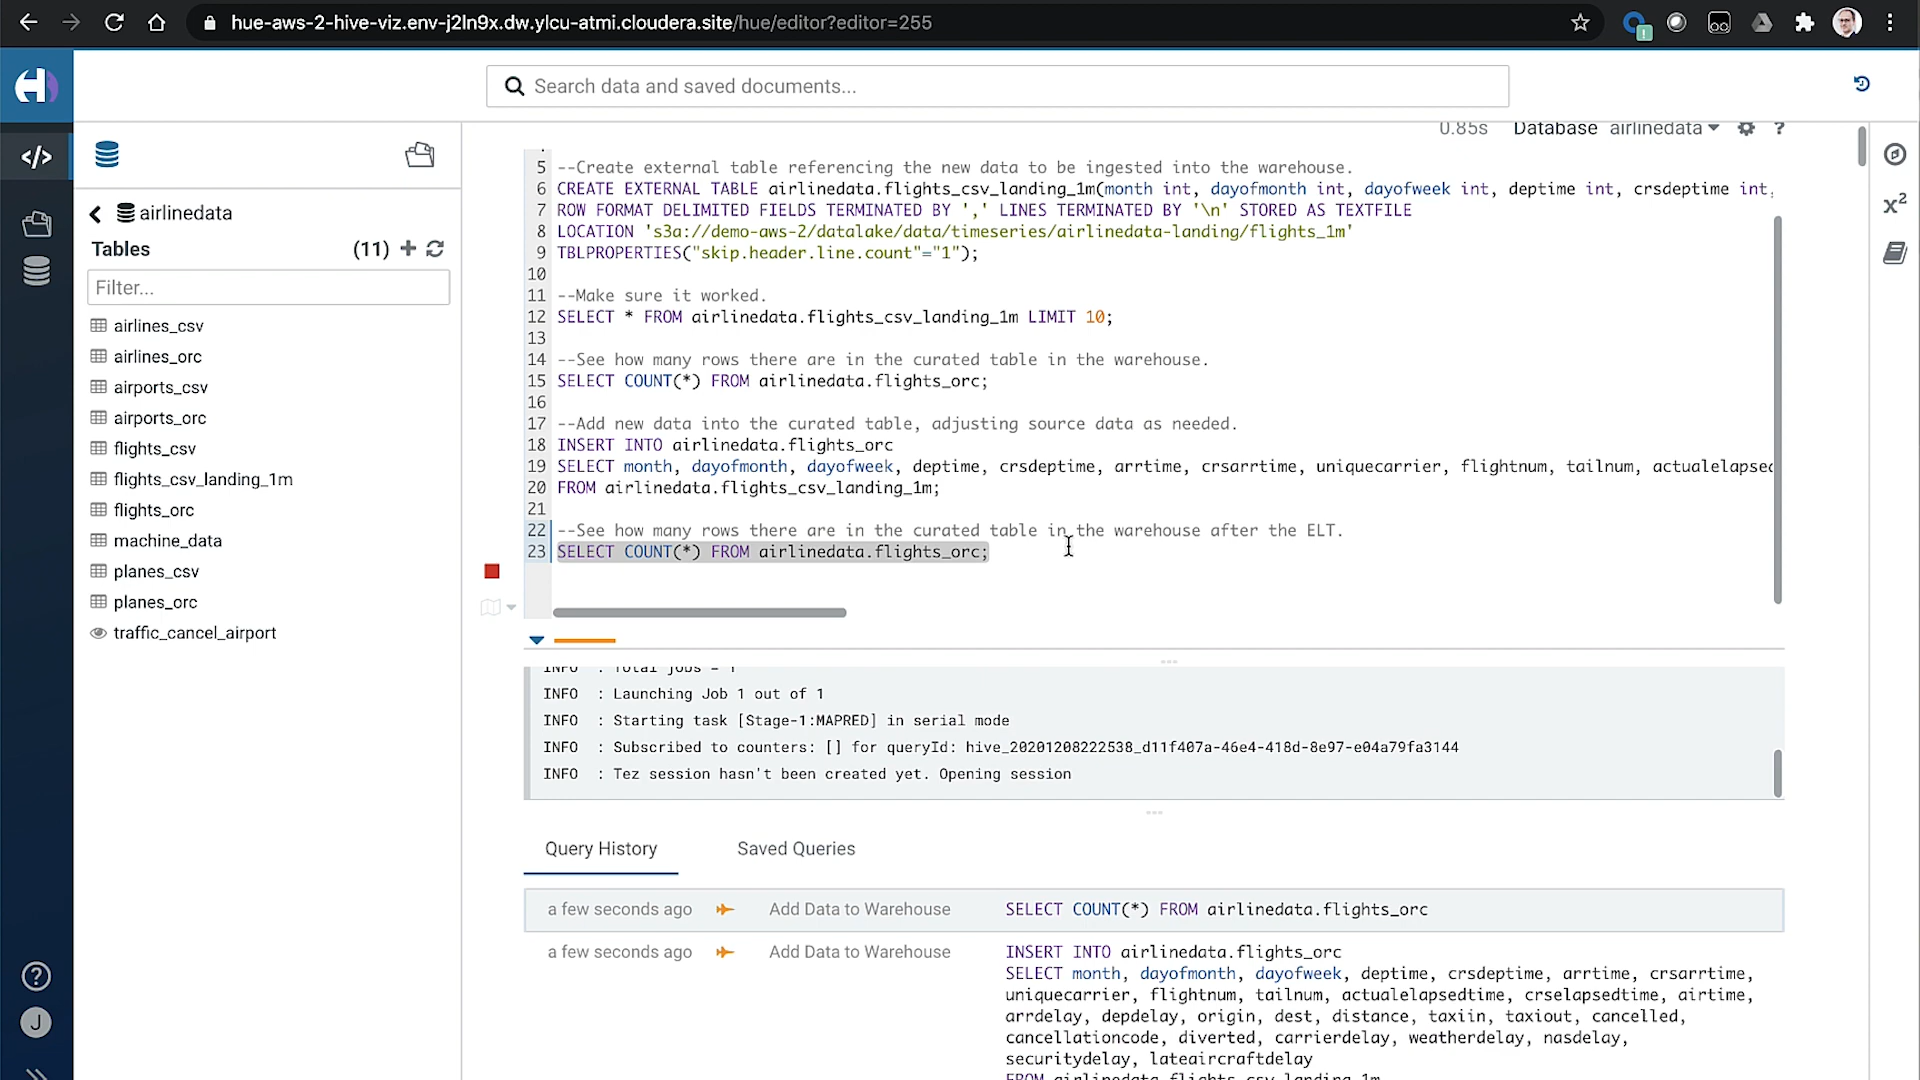 hue-aws-2-hive-viz.env-j2ln9x.dw.ylcu-atmi.cloudera.site/hue/editor?editor=255
Search data and saved documents...
0.85s Database airlinedata ?
airlinedata
Tables (11)
Filter...
airlines_csv
airlines_orc
airports_csv
airports_orc
flights_csv
flights_csv_landing_1m
flights_orc
machine_data
planes_csv
planes_orc
traffic_cancel_airport
5 --Create external table referencing the new data to be ingested into the warehouse.
6 CREATE EXTERNAL TABLE airlinedata.flights_csv_landing_1m(month int, dayofmonth int, dayofweek int, deptime int, crsdeptime int,
7 ROW FORMAT DELIMITED FIELDS TERMINATED BY ',' LINES TERMINATED BY '\n' STORED AS TEXTFILE
8 LOCATION 's3a://demo-aws-2/datalake/data/timeseries/airlinedata-landing/flights_1m'
9 TBLPROPERTIES("skip.header.line.count"="1");
10
11 --Make sure it worked.
12 SELECT * FROM airlinedata.flights_csv_landing_1m LIMIT 10;
13
14 --See how many rows there are in the curated table in the warehouse.
15 SELECT COUNT(*) FROM airlinedata.flights_orc;
16
17 --Add new data into the curated table, adjusting source data as needed.
18 INSERT INTO airlinedata.flights_orc
19 SELECT month, dayofmonth, dayofweek, deptime, crsdeptime, arrtime, crsarrtime, uniquecarrier, flightnum, tailnum, actualelapsed
20 FROM airlinedata.flights_csv_landing_1m;
21
22 --See how many rows there are in the curated table in the warehouse after the ELT.
23 SELECT COUNT(*) FROM airlinedata.flights_orc;
INFO : Total jobs = 1
INFO : Launching Job 1 out of 1
INFO : Starting task [Stage-1:MAPRED] in serial mode
INFO : Subscribed to counters: [] for queryId: hive_20201208222538_d11f407a-46e4-418d-8e97-e04a79fa3144
INFO : Tez session hasn't been created yet. Opening session
Query History Saved Queries
a few seconds ago Add Data to Warehouse SELECT COUNT(*) FROM airlinedata.flights_orc
a few seconds ago Add Data to Warehouse INSERT INTO airlinedata.flights_orc
SELECT month, dayofmonth, dayofweek, deptime, crsdeptime, arrtime, crsarrtime,
uniquecarrier, flightnum, tailnum, actualelapsedtime, crselapsedtime, airtime,
arrdelay, depdelay, origin, dest, distance, taxiin, taxiout, cancelled,
cancellationcode, diverted, carrierdelay, weatherdelay, nasdelay,
securitydelay, lateaircraftdelay
FROM airlinedata.flights_csv_landing_1m
x²
?
J